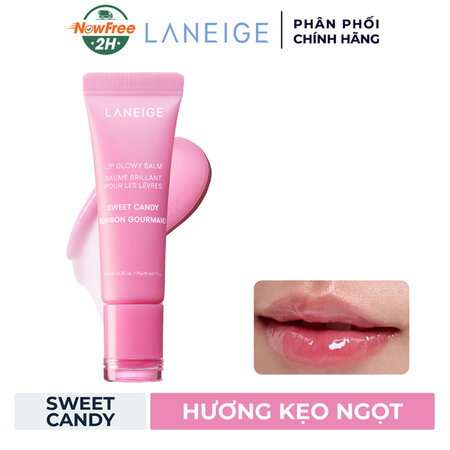 NowFree
2H
LANEIGE
PHÂN PHỐI
CHÍNH HÃNG
LANEIGE
LIP GLOWY BALM
BAUME BRILLANT
POUR LES LÈVRES
SWEET CANDY
BONBON GOURMAND
SWEET
CANDY
HƯƠNG KẸO NGỌT